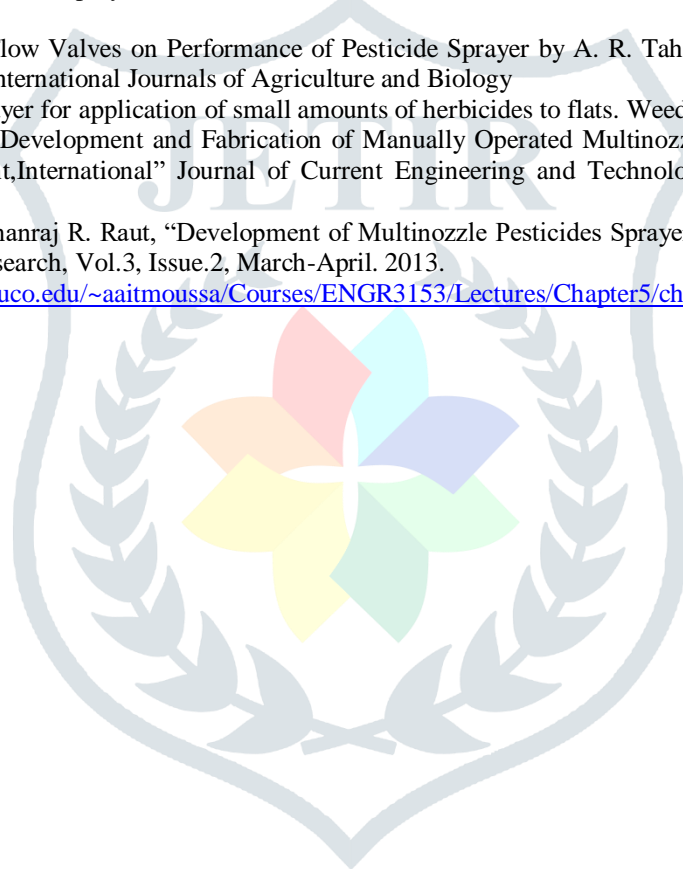 low Valves on Performance of Pesticide Sprayer by A. R. Tah
nternational Journals of Agriculture and Biology
yer for application of small amounts of herbicides to flats. Weed
Development and Fabrication of Manually Operated Multinozz
t,International” Journal of Current Engineering and Technolo
JETIR
hanraj R. Raut, “Development of Multinozzle Pesticides Sprayer
search, Vol.3, Issue.2, March-April. 2013.
uco.edu/~aaitmoussa/Courses/ENGR3153/Lectures/Chapter5/ch